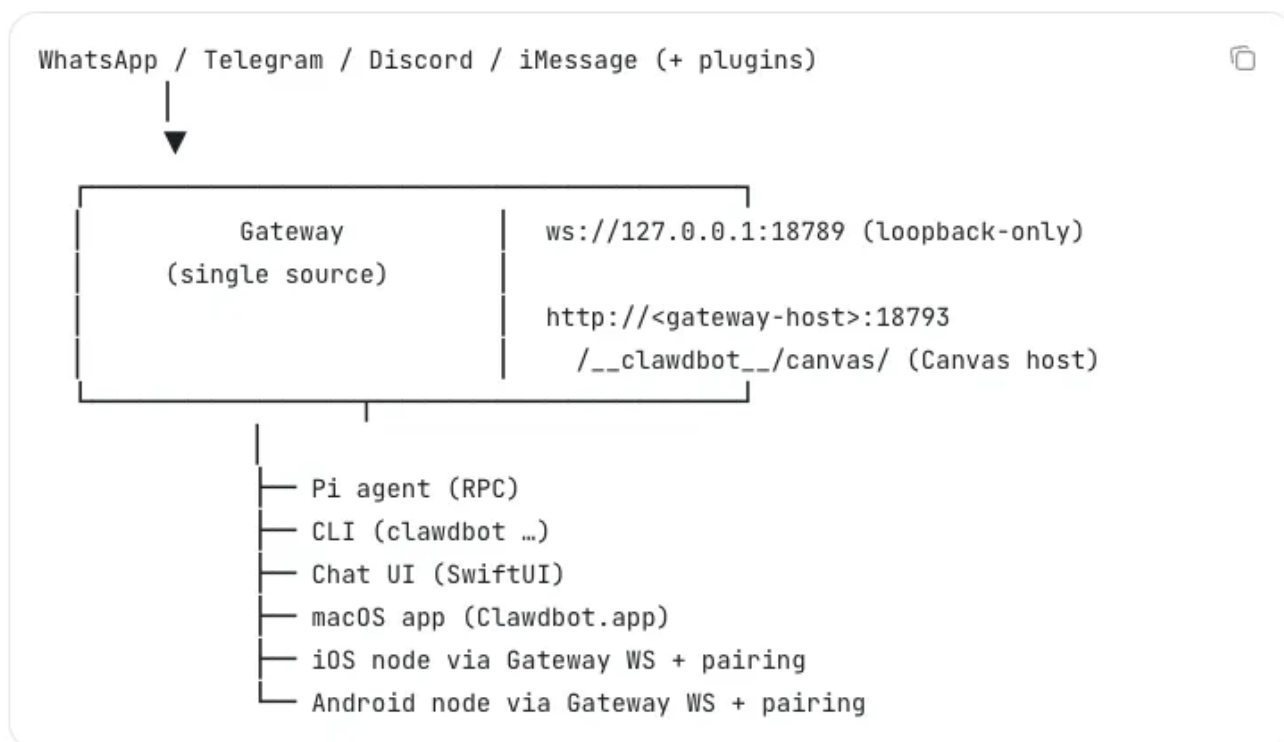 WhatsApp / Telegram / Discord / iMessage (+ plugins)
Gateway
ws://127.0.0.1:18789 (loopback-only)
(single source)
http://<gateway-host>:18793
/__clawdbot__/canvas/ (Canvas host)
Pi agent (RPC)
CLI (clawdbot …)
Chat UI (SwiftUI)
macOS app (Clawdbot.app)
iOS node via Gateway WS + pairing
Android node via Gateway WS + pairing